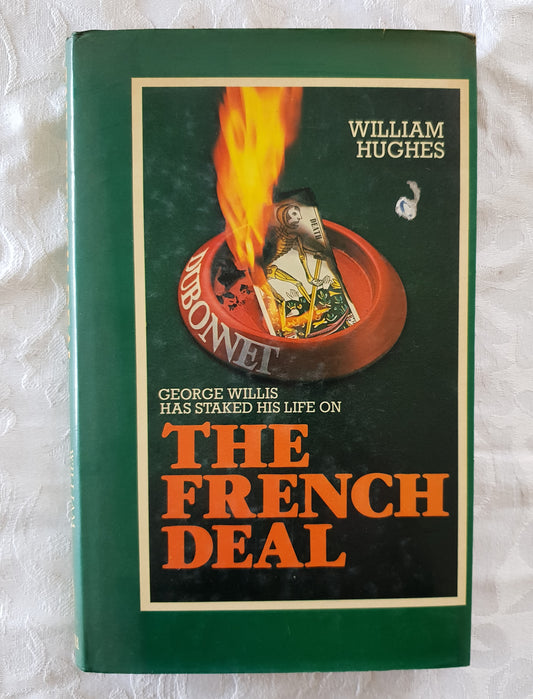 WILLIAM
HUGHES
DEATH
DUBONNET
GEORGE WILLIS
HAS STAKED HIS LIFE ON
THE
FRENCH
DEAL